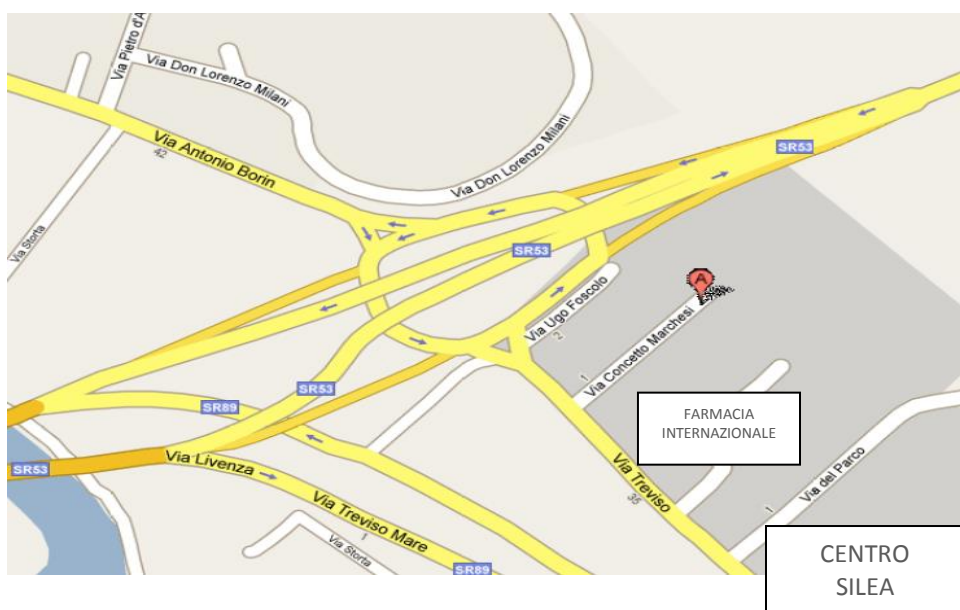 Via Pietro d'A
Via Don Lorenzo Milani
Via Antonio Borin
42
Via Storta
Via Don Lorenzo Milani
SR53
SR53
A
Via Ugo Foscolo
2
Via Concetto Marchesi
1
SR53
SR89
FARMACIA
INTERNAZIONALE
SR53
Via Livenza
Via Treviso
35
Via del Parco
1
Via Treviso Mare
1
Via Storta
SR89
CENTRO
SILEA